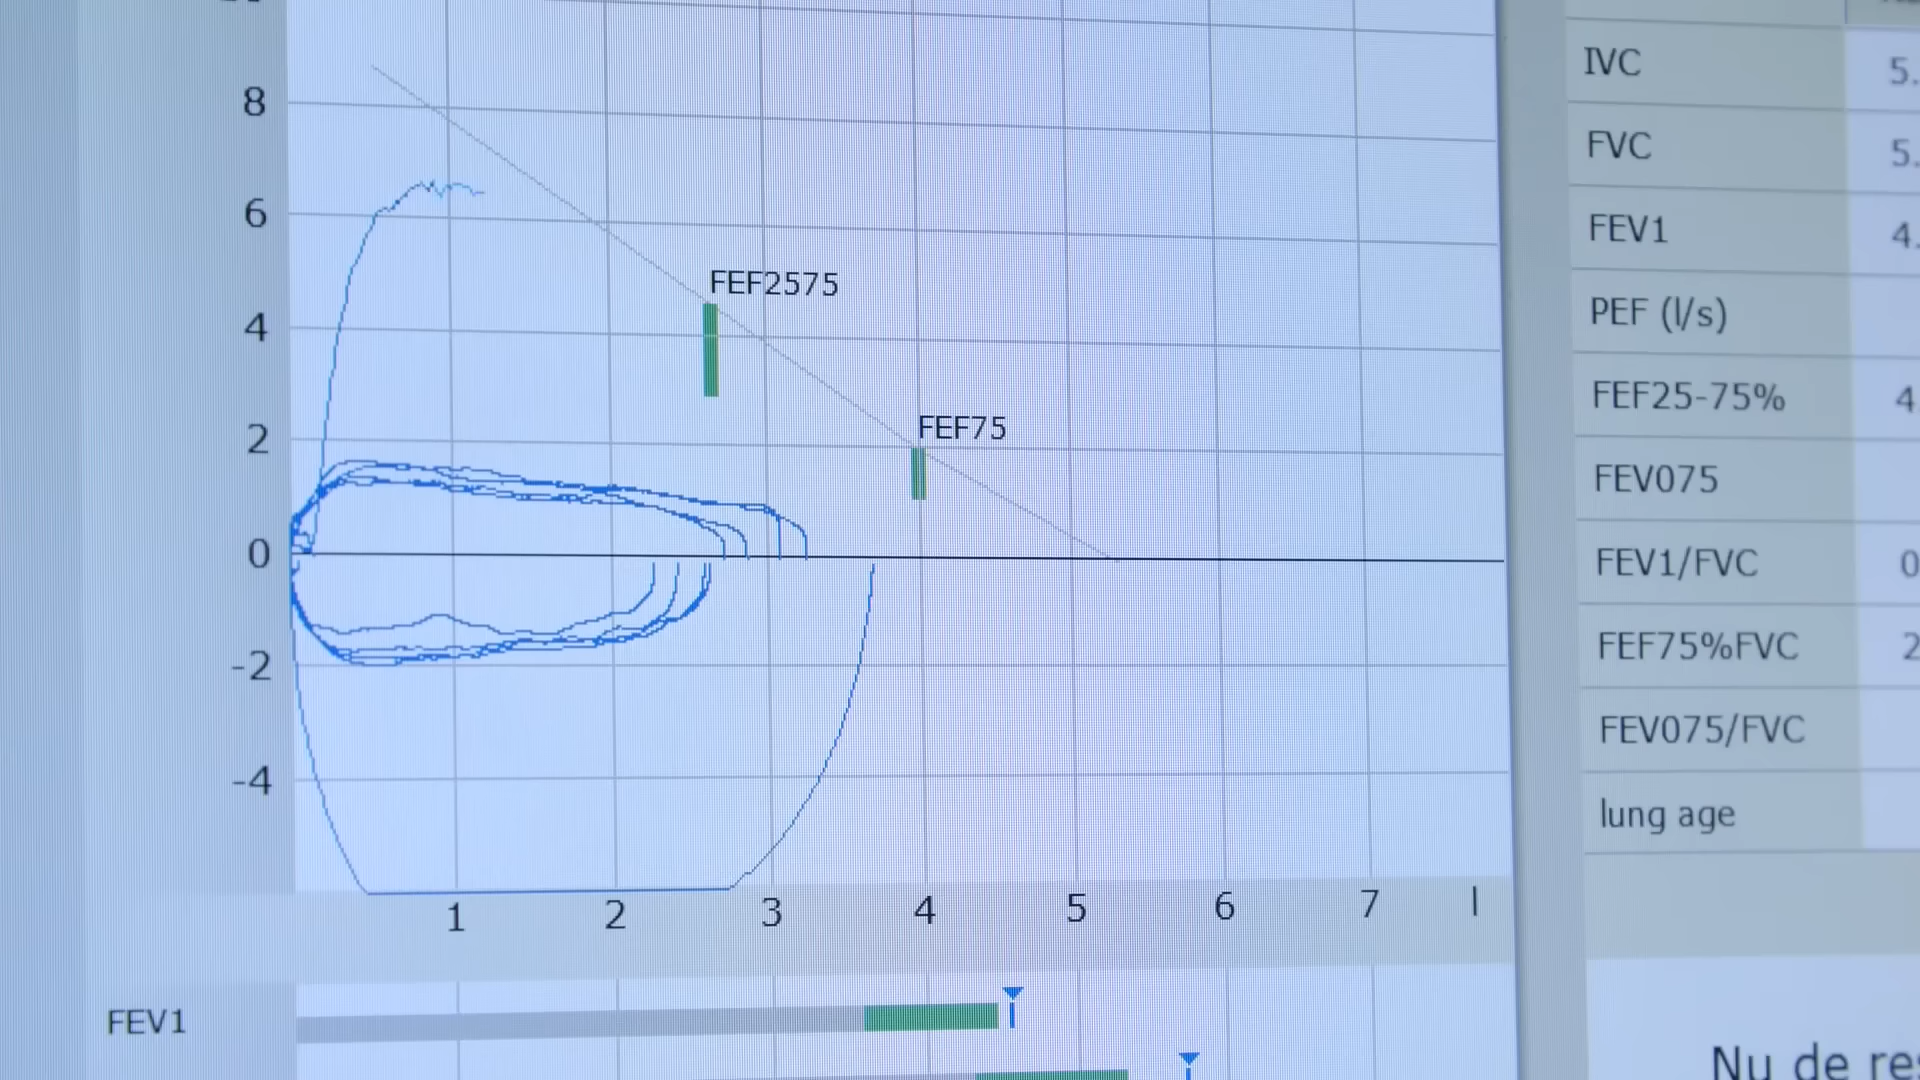 8
6
4
2
0
-2
-4
FEF2575
FEF75
1 2 3 4 5 6 7 l
FEV1
IVC 5.
FVC 5.
FEV1 4.
PEF (l/s)
FEF25-75% 4
FEV075
FEV1/FVC 0
FEF75%FVC 2
FEV075/FVC
lung age
Nu de